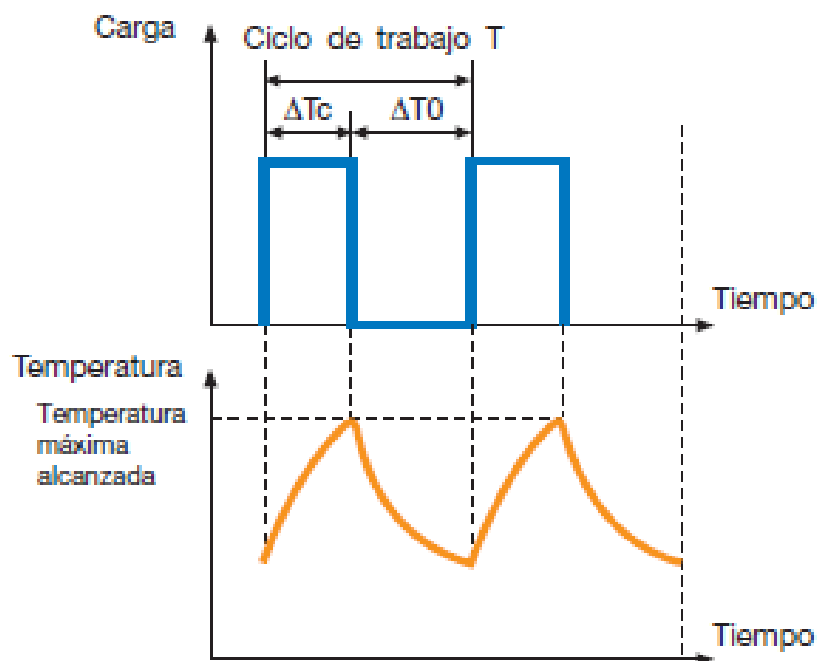 Carga
Ciclo de trabajo T
ΔTc
ΔT0
Tiempo
Temperatura
Temperatura
máxima
alcanzada
Tiempo